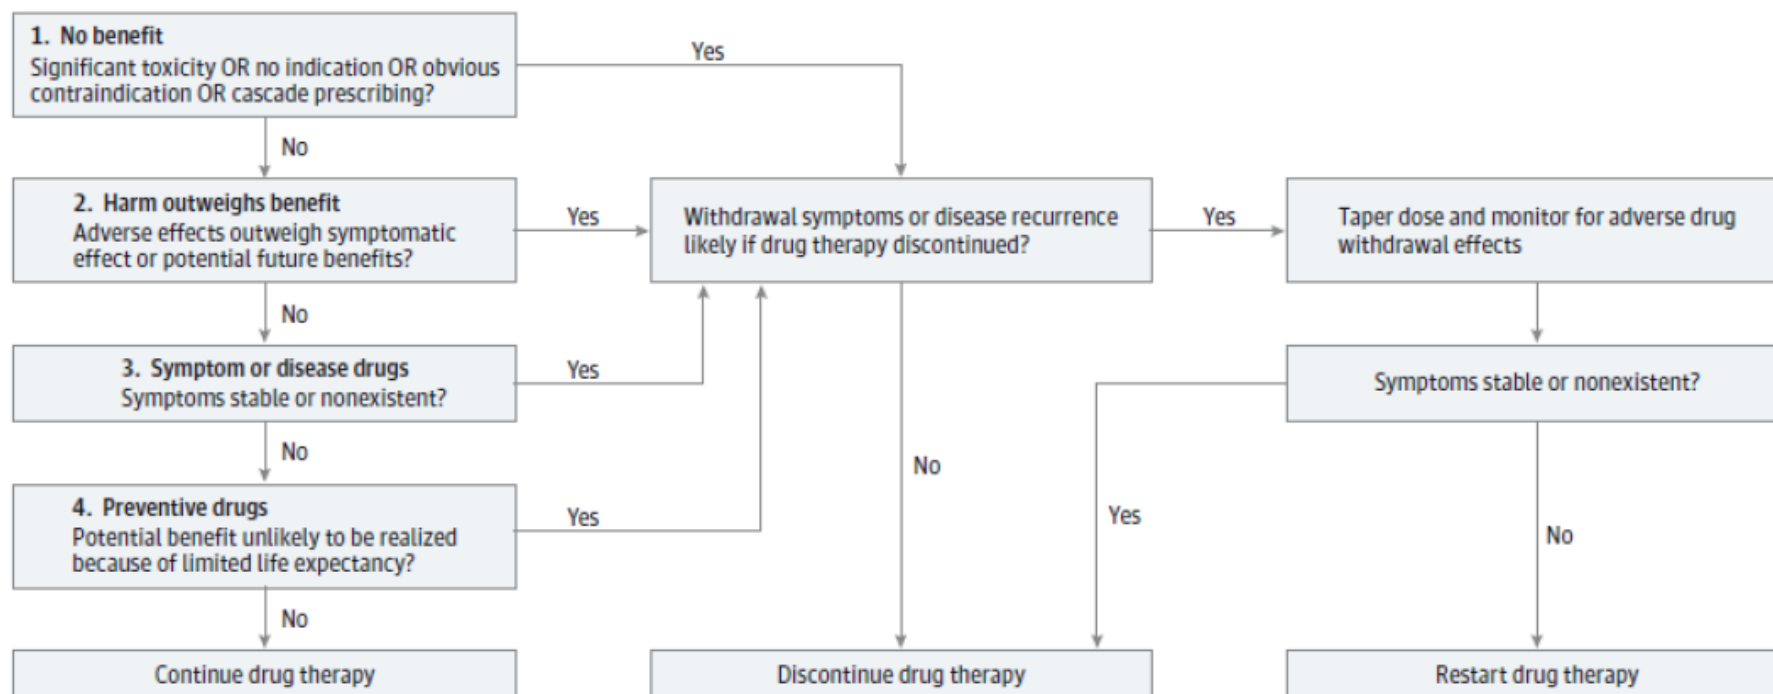 1. No benefit
Significant toxicity OR no indication OR obvious
contraindication OR cascade prescribing?
Yes
No
2. Harm outweighs benefit
Adverse effects outweigh symptomatic
effect or potential future benefits?
Yes
Withdrawal symptoms or disease recurrence
likely if drug therapy discontinued?
Yes
Taper dose and monitor for adverse drug
withdrawal effects
No
3. Symptom or disease drugs
Symptoms stable or nonexistent?
Yes
Symptoms stable or nonexistent?
No
No
4. Preventive drugs
Potential benefit unlikely to be realized
because of limited life expectancy?
Yes
Yes
No
No
Continue drug therapy
Discontinue drug therapy
Restart drug therapy